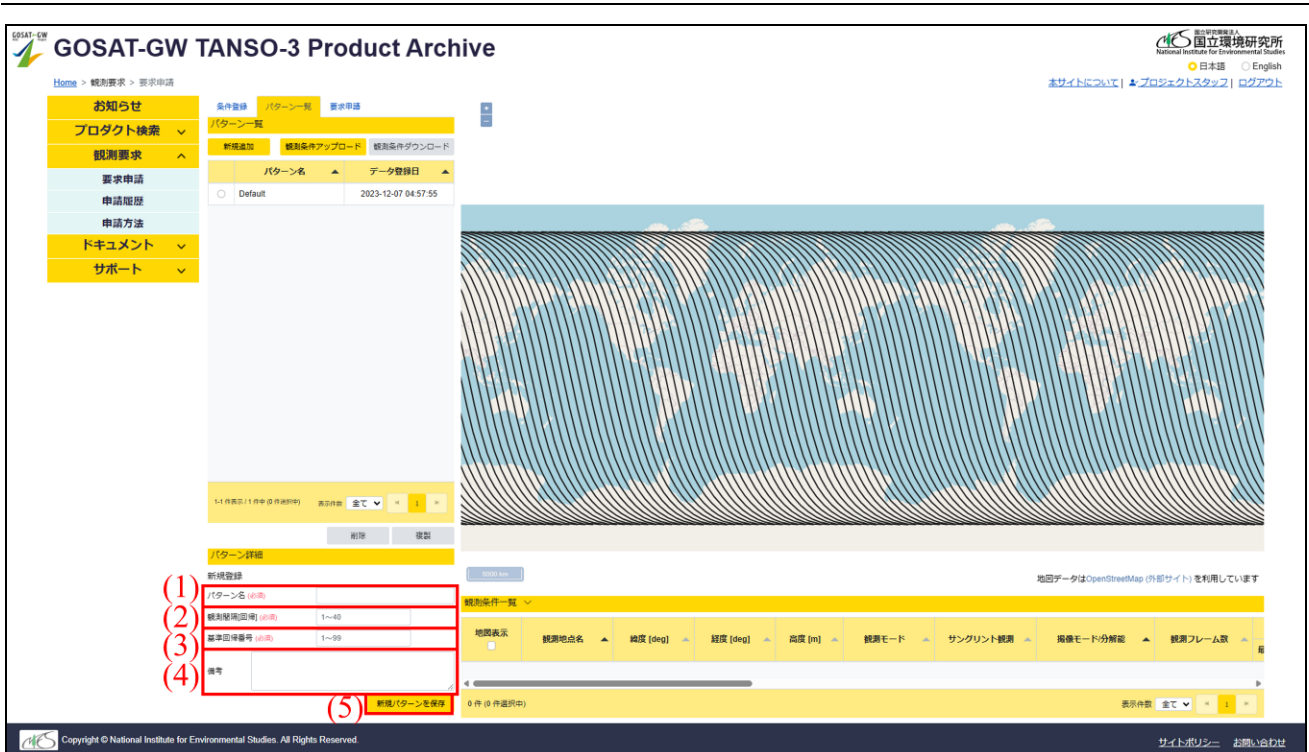 GOSAT-GW
GOSAT-GW TANSO-3 Product Archive
国立研究開発法人
国立環境研究所
National Institute for Environmental Studies
日本語 English
Home > 観測要求 > 要求申請
本サイトについて | プロジェクトスタッフ | ログアウト
お知らせ
プロダクト検索
観測要求
要求申請
申請履歴
申請方法
ドキュメント
サポート
条件登録 パターン一覧 要求申請
パターン一覧
新規追加 観測条件アップロード 観測条件ダウンロード
パターン名 ▲ データ登録日 ▲
Default 2023-12-07 04:57:55
+
−
1-1 件表示 / 1 件中 (0 件選択中) 表示件数 全て « 1 »
削除 複製
パターン詳細
新規登録
(1) パターン名 (必須)
(2) 観測間隔[回帰] (必須) 1～40
(3) 基準回帰番号 (必須) 1～99
(4) 備考
(5) 新規パターンを保存
5000 km
地図データはOpenStreetMap (外部サイト) を利用しています
観測条件一覧
地図表示 観測地点名 ▲ 緯度 [deg] ▲ 経度 [deg] ▲ 高度 [m] ▲ 観測モード ▲ サングリント観測 ▲ 撮像モード/分解能 ▲ 観測フレーム数 ▲
0 件 (0 件選択中) 表示件数 全て « 1 »
Copyright © National Institute for Environmental Studies. All Rights Reserved.
サイトポリシー お問い合わせ